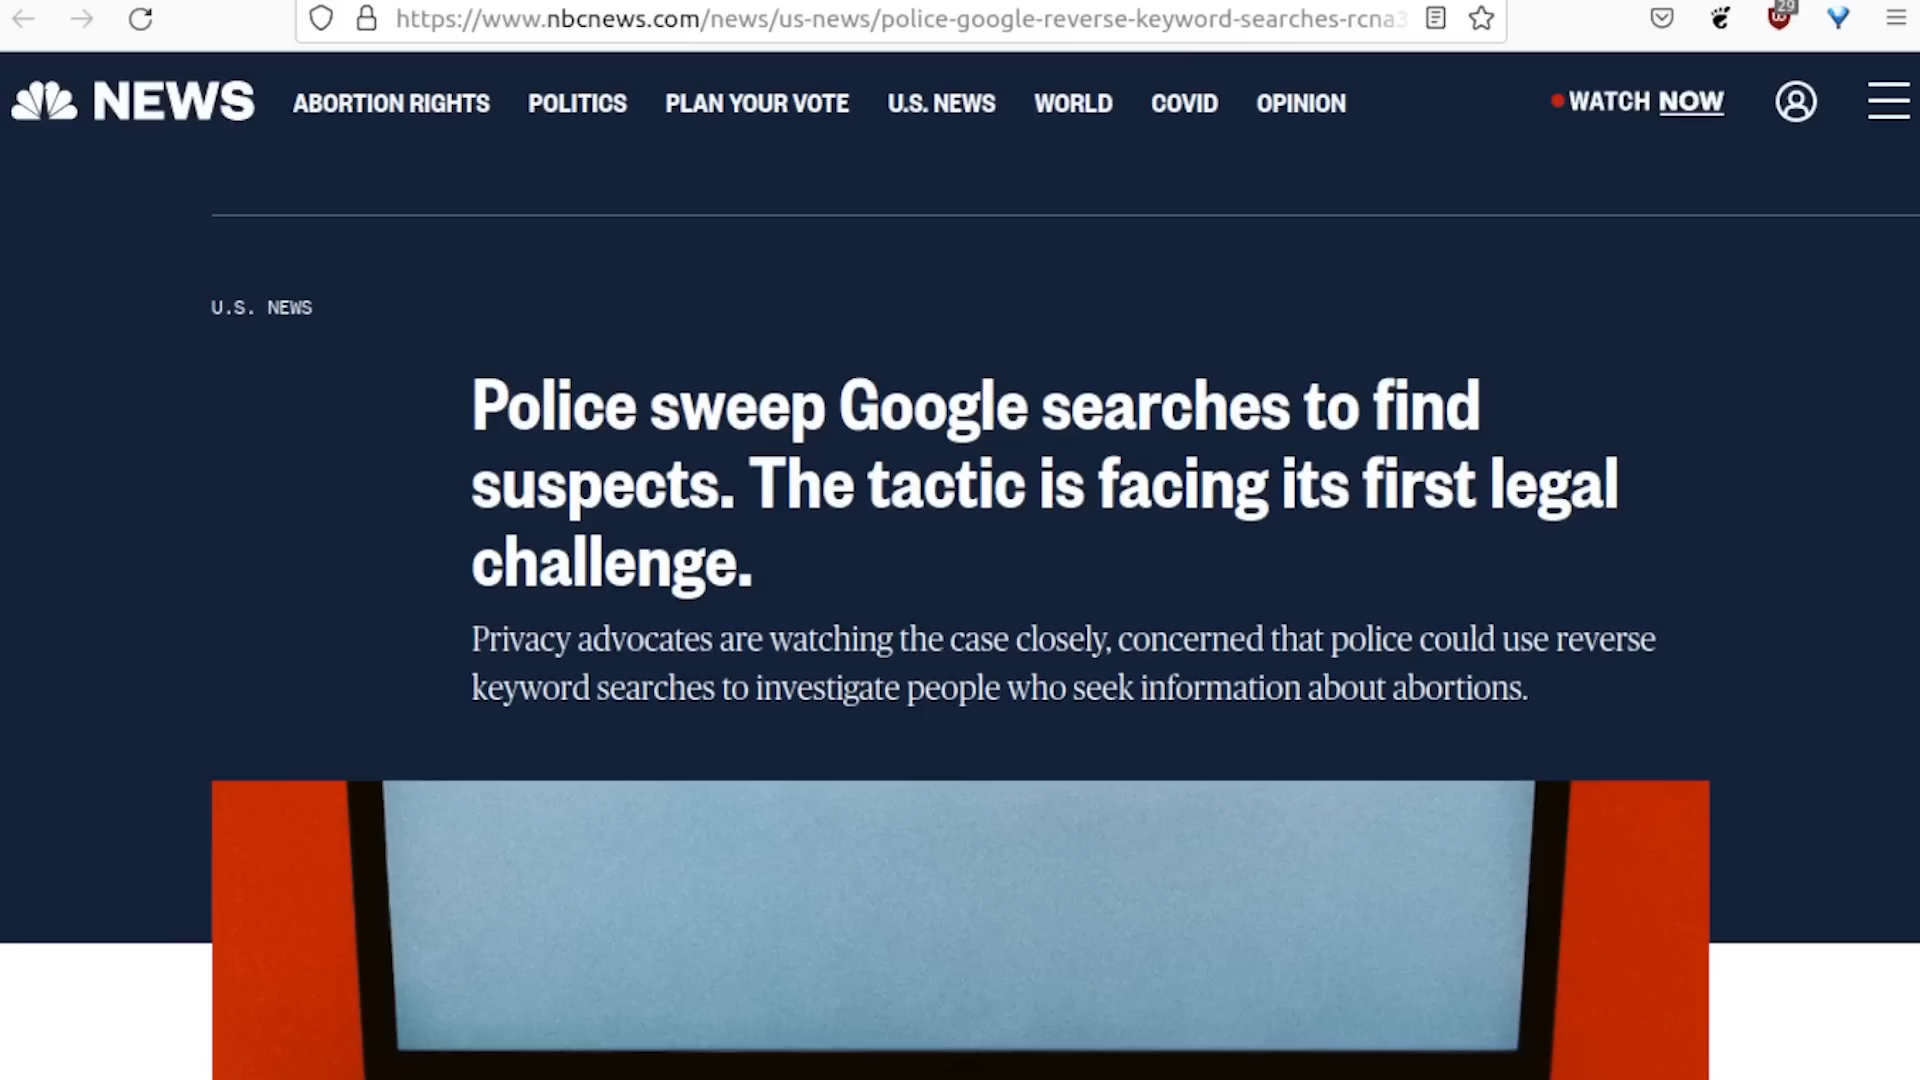 https://www.nbcnews.com/news/us-news/police-google-reverse-keyword-searches-rcna3
29
NEWS ABORTION RIGHTS POLITICS PLAN YOUR VOTE U.S. NEWS WORLD COVID OPINION WATCH NOW
U.S. NEWS
Police sweep Google searches to find
suspects. The tactic is facing its first legal
challenge.
Privacy advocates are watching the case closely, concerned that police could use reverse
keyword searches to investigate people who seek information about abortions.